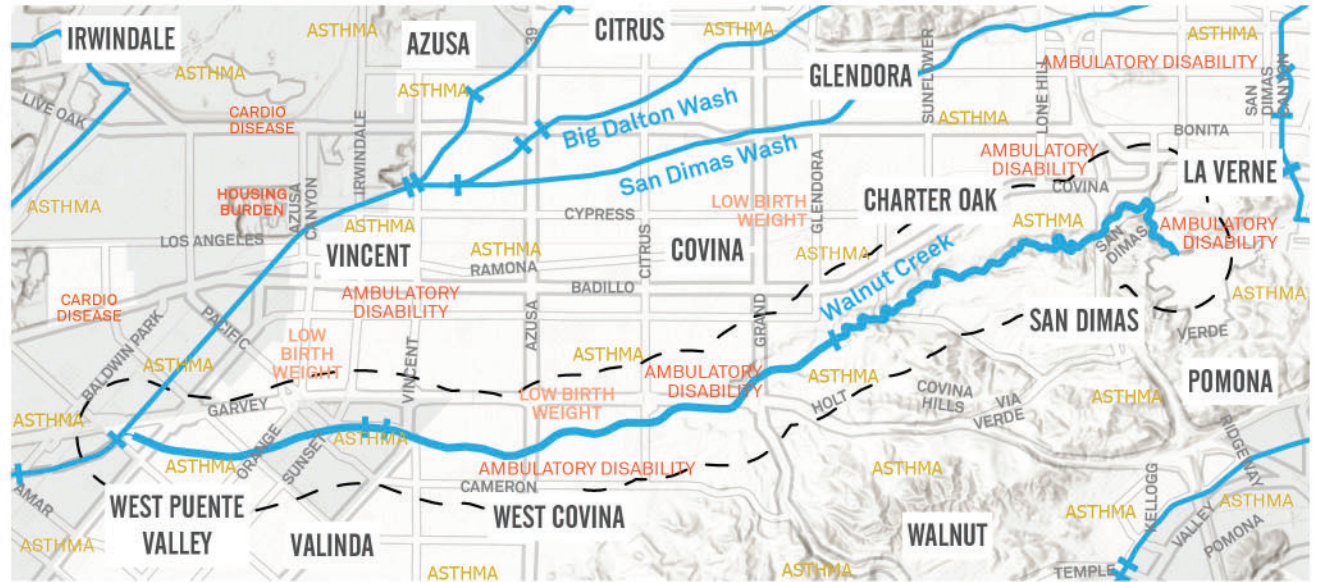 ASTHMA
CITRUS
ASTHMA
ASTHMA
IRWINDALE
AZUSA
39
ASTHMA
GLENDORA
SUNFLOWER
LONE HILL
AMBULATORY DISABILITY
SAN
DIMAS
CANYON
LIVE OAK
CARDIO
DISEASE
ASTHMA
Big Dalton Wash
ASTHMA
BONITA
IRWINDALE
San Dimas Wash
GLENDORA
AMBULATORY
DISABILITY
COVINA
LA VERNE
ASTHMA
HOUSING
BURDEN
AZUSA
CANYON
LOW BIRTH
WEIGHT
CHARTER OAK
CYPRESS
ASTHMA
ASTHMA
SAN
DIMAS
AMBULATORY
DISABILITY
LOS ANGELES
VINCENT
ASTHMA
RAMONA
CITRUS
COVINA
ASTHMA
Walnut Creek
BADILLO
CARDIO
DISEASE
AMBULATORY
DISABILITY
ASTHMA
BALDWIN PARK
PACIFIC
AZUSA
GRAND
SAN DIMAS
VERDE
LOW
BIRTH
WEIGHT
VINCENT
ASTHMA
ASTHMA
AMBULATORY
DISABILITY
ASTHMA
POMONA
LOW BIRTH
WEIGHT
HOLT
COVINA
HILLS
VIA
VERDE
ASTHMA
ASTHMA
GARVEY
ORANGE
SUNSET
ASTHMA
RIDGEWAY
ASTHMA
AMBULATORY DISABILITY
ASTHMA
AMAR
CAMERON
KELLOGG
VALLEY
ASTHMA
POMONA
WEST PUENTE
VALLEY
WEST COVINA
ASTHMA
VALINDA
WALNUT
ASTHMA
ASTHMA
ASTHMA
TEMPLE